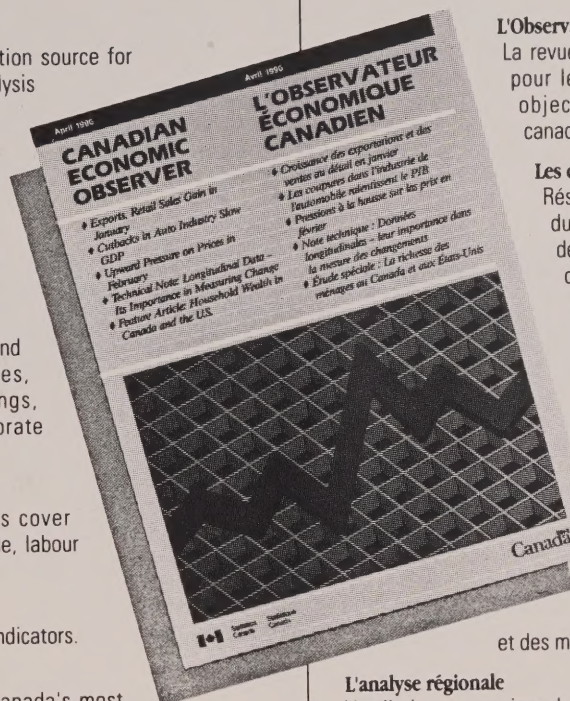 tion source for
lysis
nd
es,
ngs,
orate
s cover
e, labour
ndicators.
anada's most
April 1990
CANADIAN
ECONOMIC
OBSERVER
♦ Exports, Retail Sales Gain in
January
♦ Cutbacks in Auto Industry Slow
GDP
♦ Upward Pressure on Prices in
February
♦ Technical Note: Longitudinal Data –
Its Importance in Measuring Change
♦ Feature Article: Household Wealth in
Canada and the U.S.
Avril 1990
L'OBSERVATEUR
ÉCONOMIQUE
CANADIEN
♦ Croissance des exportations et des
ventes au détail en janvier
♦ Les coupures dans l'industrie de
l'automobile ralentissent le PIB
♦ Pressions à la hausse sur les prix en
février
♦ Note technique : Données
longitudinales – leur importance dans
la mesure des changements
♦ Étude spéciale : La richesse des
ménages au Canada et aux États-Unis
Statistics Statistique
Canada Canada
Canada
L'Observ
La revue
pour le
objec
canad
Les
Rés
du
de
et des m
L'analyse régionale